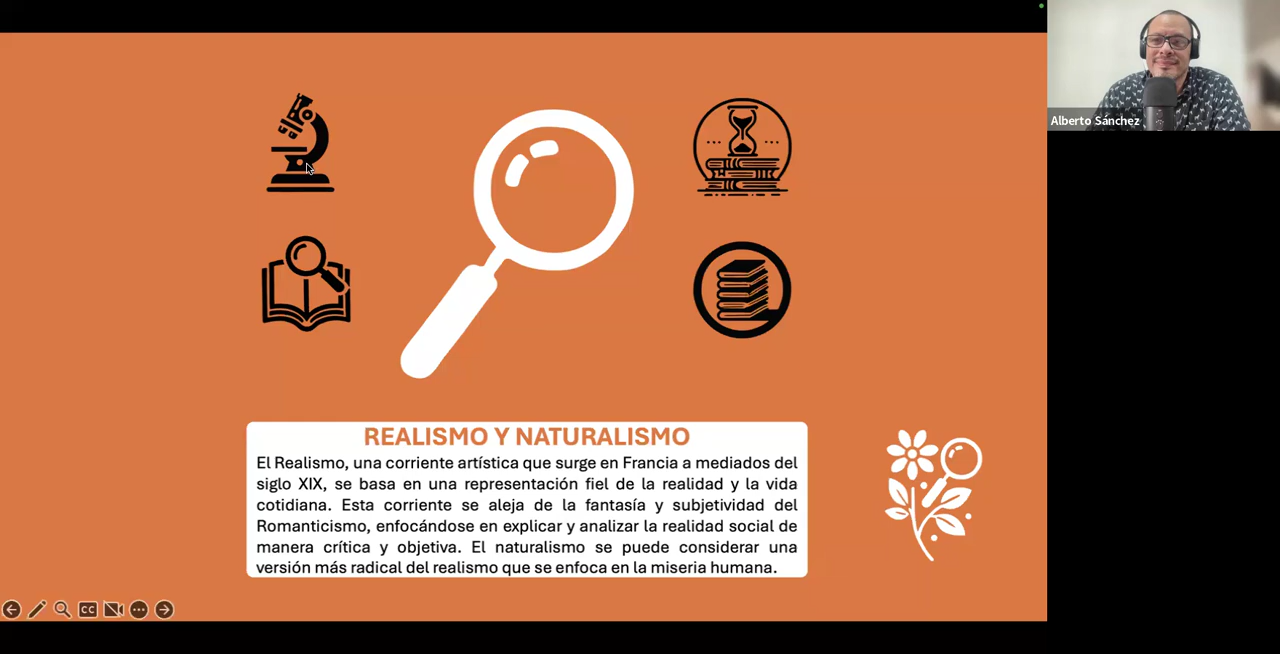 Alberto Sánchez
REALISMO Y NATURALISMO
El Realismo, una corriente artística que surge en Francia a mediados del
siglo XIX, se basa en una representación fiel de la realidad y la vida
cotidiana. Esta corriente se aleja de la fantasía y subjetividad del
Romanticismo, enfocándose en explicar y analizar la realidad social de
manera crítica y objetiva. El naturalismo se puede considerar una
versión más radical del realismo que se enfoca en la miseria humana.
CC